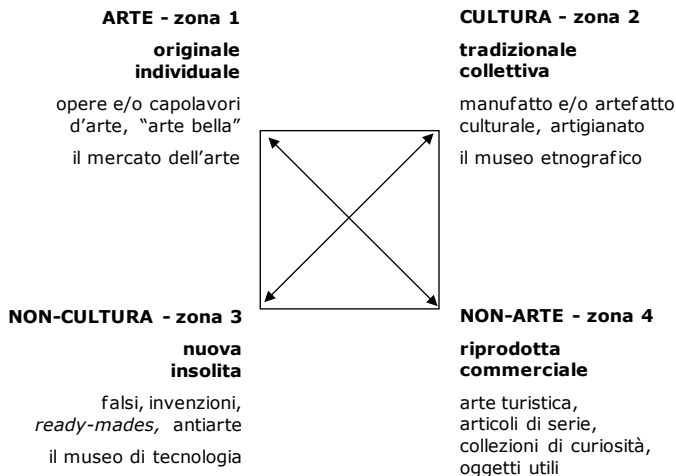 ARTE - zona 1
originale
individuale
opere e/o capolavori
d'arte, "arte bella"
il mercato dell'arte
CULTURA - zona 2
tradizionale
collettiva
manufatto e/o artefatto
culturale, artigianato
il museo etnografico
NON-CULTURA - zona 3
nuova
insolita
falsi, invenzioni,
ready-mades, antiarte
il museo di tecnologia
NON-ARTE - zona 4
riprodotta
commerciale
arte turistica,
articoli di serie,
collezioni di curiosità,
oggetti utili